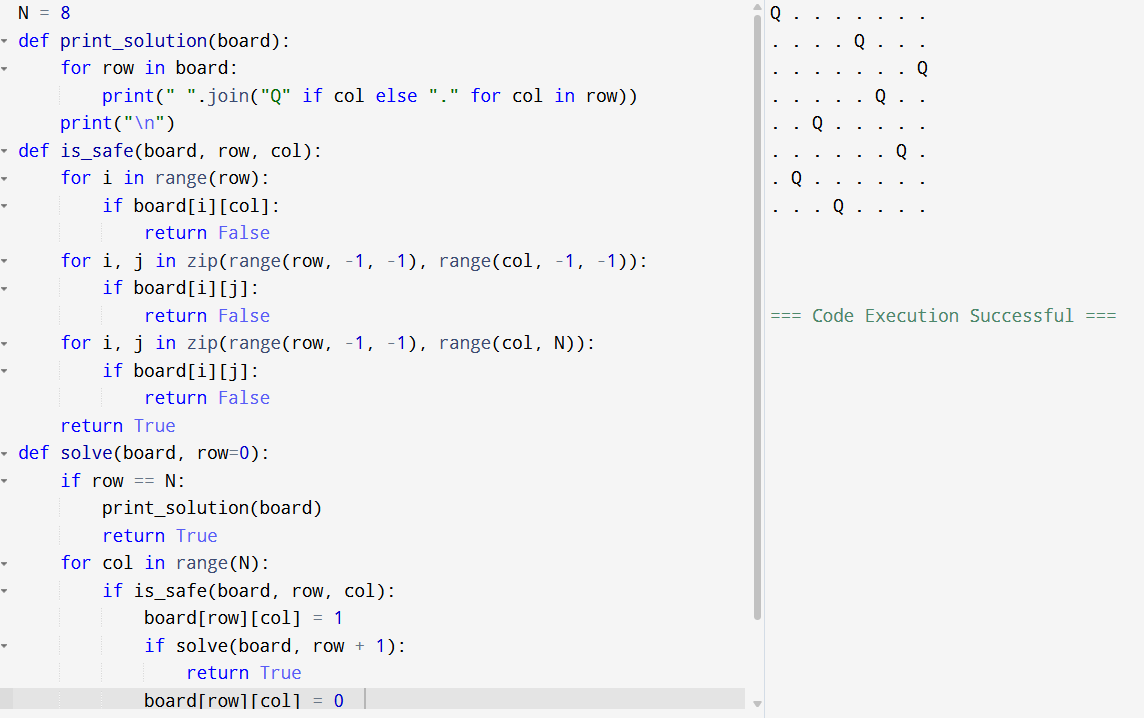 N = 8
def print_solution(board):
    for row in board:
        print(" ".join("Q" if col else "." for col in row))
    print("\n")
def is_safe(board, row, col):
    for i in range(row):
        if board[i][col]:
            return False
    for i, j in zip(range(row, -1, -1), range(col, -1, -1)):
        if board[i][j]:
            return False
    for i, j in zip(range(row, -1, -1), range(col, N)):
        if board[i][j]:
            return False
    return True
def solve(board, row=0):
    if row == N:
        print_solution(board)
        return True
    for col in range(N):
        if is_safe(board, row, col):
            board[row][col] = 1
            if solve(board, row + 1):
                return True
            board[row][col] = 0
Q . . . . . . .
. . . . Q . . .
. . . . . . . Q
. . . . . Q . .
. . Q . . . . .
. . . . . . Q .
. Q . . . . . .
. . . Q . . . .
=== Code Execution Successful ===